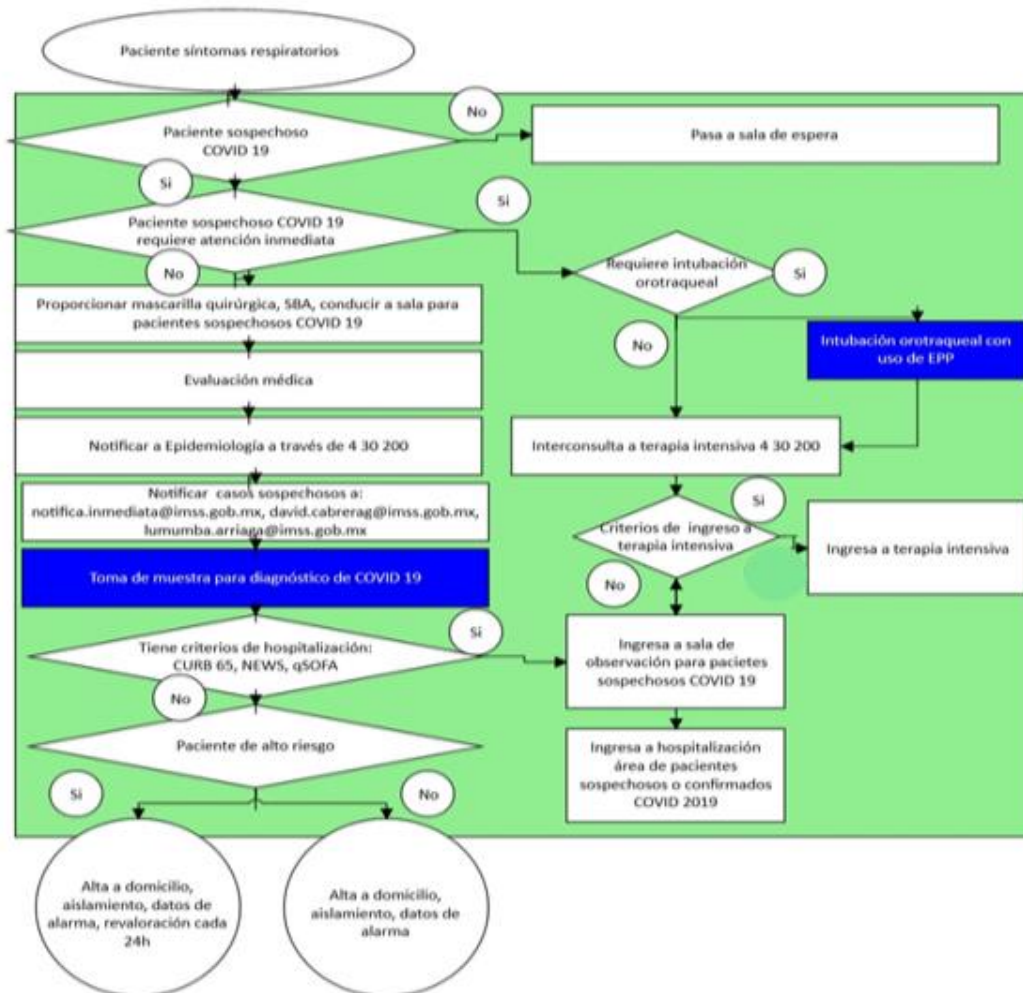 Paciente síntomas respiratorios
Paciente sospechoso
COVID 19
No
Pasa a sala de espera
Si
Paciente sospechoso COVID 19
requiere atención inmediata
Si
No
Requiere intubación
orotraqueal
Si
Proporcionar mascarilla quirúrgica, SBA, conducir a sala para
pacientes sospechosos COVID 19
No
Intubación orotraqueal con
uso de EPP
Evaluación médica
Notificar a Epidemiología a través de 4 30 200
Interconsulta a terapia intensiva 4 30 200
Notificar casos sospechosos a:
notifica.inmediata@imss.gob.mx, david.cabrerag@imss.gob.mx,
lumumba.arriaga@imss.gob.mx
Si
Criterios de ingreso a
terapia intensiva
Ingresa a terapia intensiva
Toma de muestra para diagnóstico de COVID 19
No
Tiene criterios de hospitalización:
CURB 65, NEWS, qSOFA
Si
Ingresa a sala de
observación para pacietes
sospechosos COVID 19
No
Paciente de alto riesgo
Ingresa a hospitalización
área de pacientes
sospechosos o confirmados
COVID 2019
Si
No
Alta a domicilio,
aislamiento, datos de
alarma, revaloración cada
24h
Alta a domicilio,
aislamiento, datos de
alarma